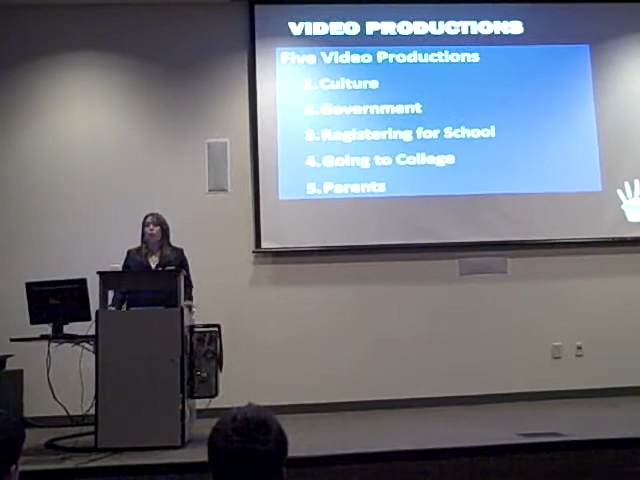 VIDEO PRODUCTIONS
Five Video Productions
1. Culture
2. Government
3. Registering for School
4. Going to College
5. Parents